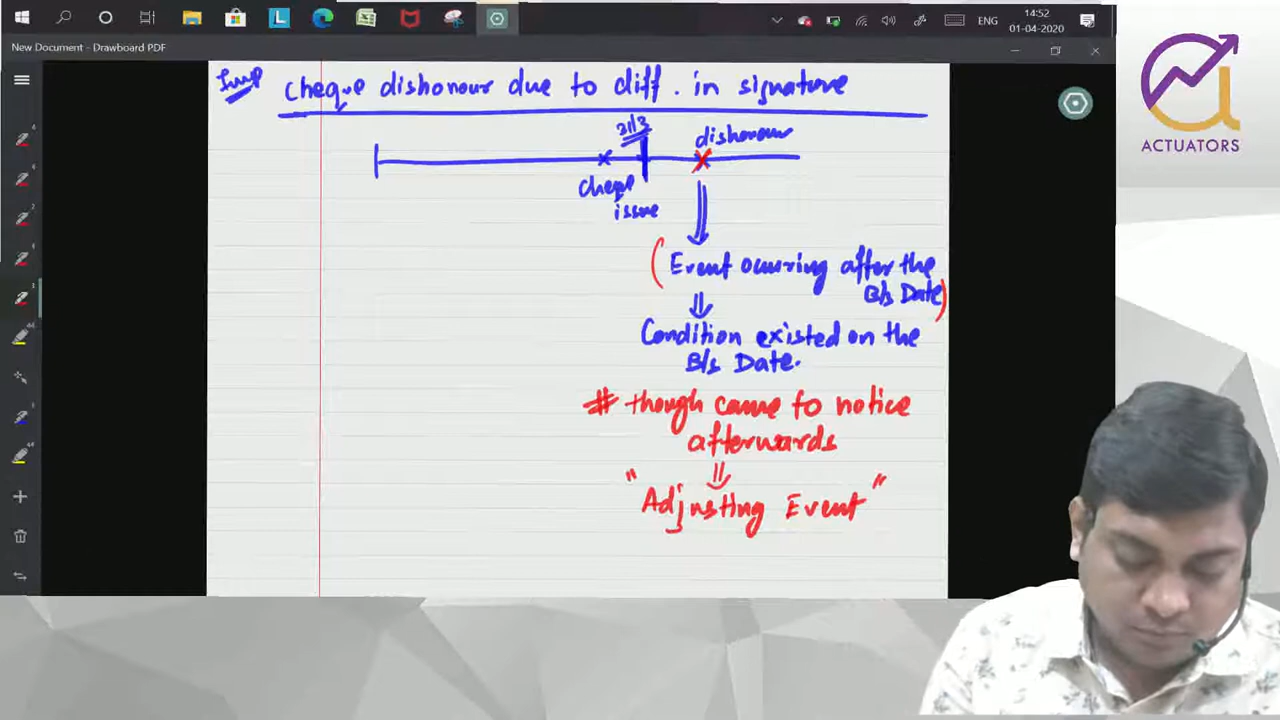 14:52
ENG
01-04-2020
New Document - Drawboard PDF
Imp
cheque dishonour due to diff. in signature
31/3
dishonour
cheque
issue
(Event ocurring after the
B/s Date)
Condition existed on the
B/s Date.
# though came to notice
afterwards
"Adjusting Event"
ACTUATORS